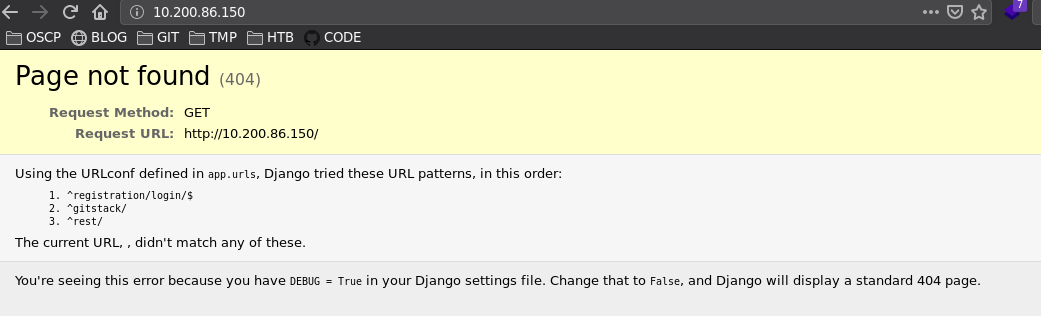 10.200.86.150
7
OSCP BLOG GIT TMP HTB CODE
Page not found (404)
Request Method: GET
Request URL: http://10.200.86.150/
Using the URLconf defined in app.urls, Django tried these URL patterns, in this order:
1. ^registration/login/$
2. ^gitstack/
3. ^rest/
The current URL, , didn't match any of these.
You're seeing this error because you have DEBUG = True in your Django settings file. Change that to False, and Django will display a standard 404 page.